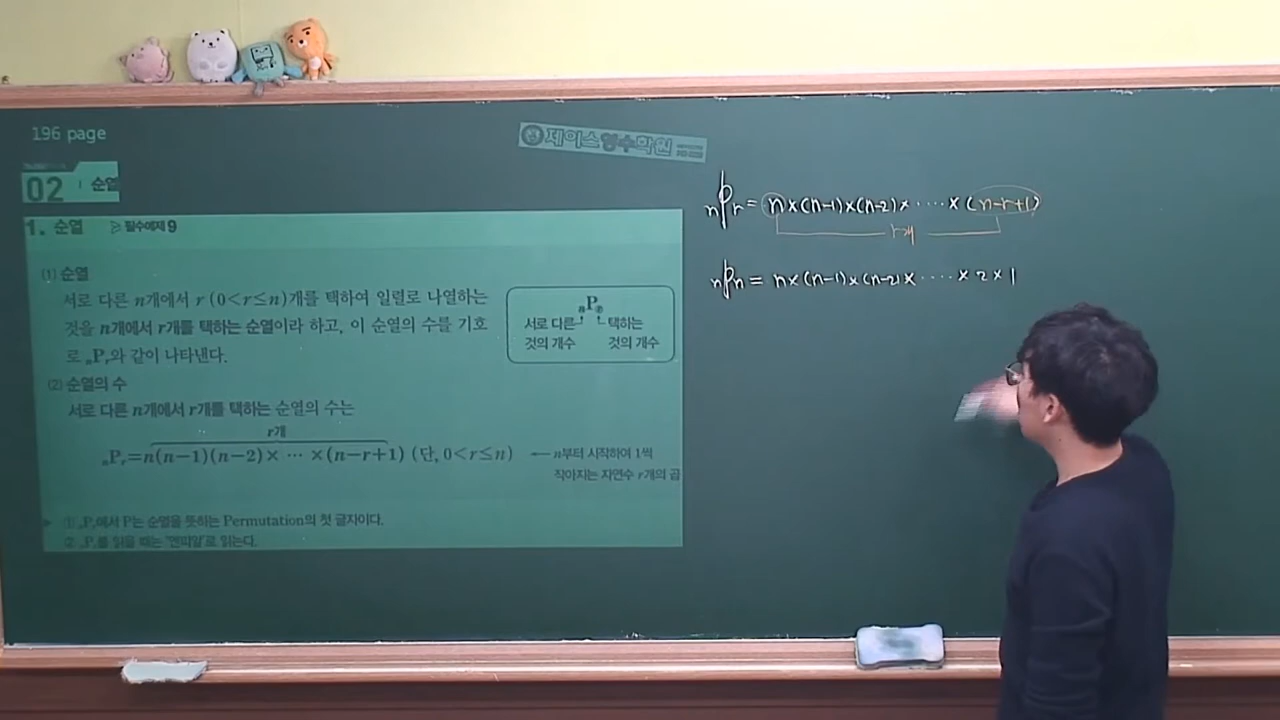 196 page
제이스 영수학원
02 순열
1. 순열 ▷ 필수예제 9
(1) 순열
서로 다른 n개에서 r (0<r≤n)개를 택하여 일렬로 나열하는
것을 n개에서 r개를 택하는 순열이라 하고, 이 순열의 수를 기호
로 ₙPᵣ와 같이 나타낸다.
ₙPᵣ
서로 다른 택하는
것의 개수 것의 개수
(2) 순열의 수
서로 다른 n개에서 r개를 택하는 순열의 수는
r개
ₙPᵣ=n(n-1)(n-2)× ⋯ ×(n-r+1) (단, 0<r≤n) ← n부터 시작하여 1씩
작아지는 자연수 r개의 곱
① ₙPᵣ에서 P는 순열을 뜻하는 Permutation의 첫 글자이다.
② ₙPᵣ를 읽을 때는 '엔피알'로 읽는다.
ₙPᵣ = n×(n-1)×(n-2)× ····· ×(n-r+1)
r개
ₙPₙ = n×(n-1)×(n-2)× ····· ×2×1